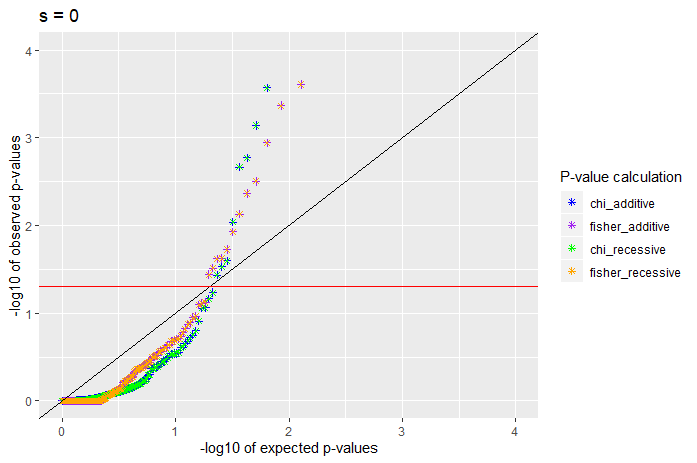 s = 0
4
3
2
1
0
-log10 of observed p-values
0 1 2 3 4
-log10 of expected p-values
P-value calculation
chi_additive
fisher_additive
chi_recessive
fisher_recessive